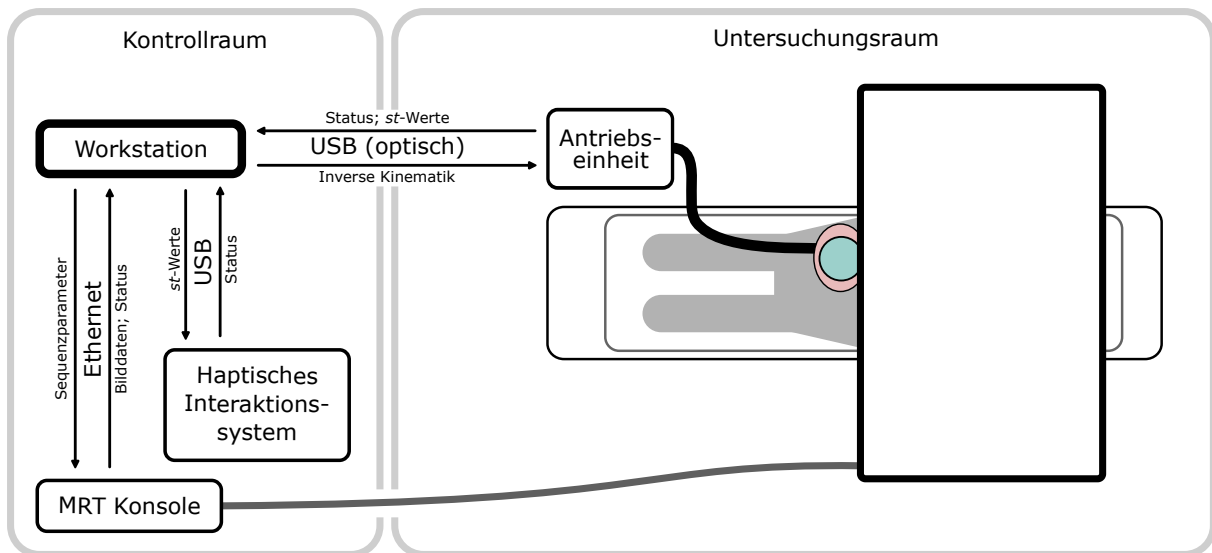 Kontrollraum
Untersuchungsraum
Workstation
Status; st-Werte
USB (optisch)
Inverse Kinematik
Antriebs-
einheit
Sequenzparameter
Ethernet
Bilddaten; Status
st-Werte
USB
Status
Haptisches
Interaktions-
system
MRT Konsole